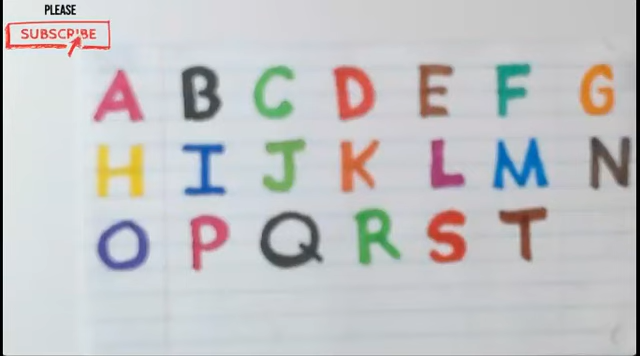 PLEASE
SUBSCRIBE
A B C D E F G
H I J K L M N
O P Q R S T